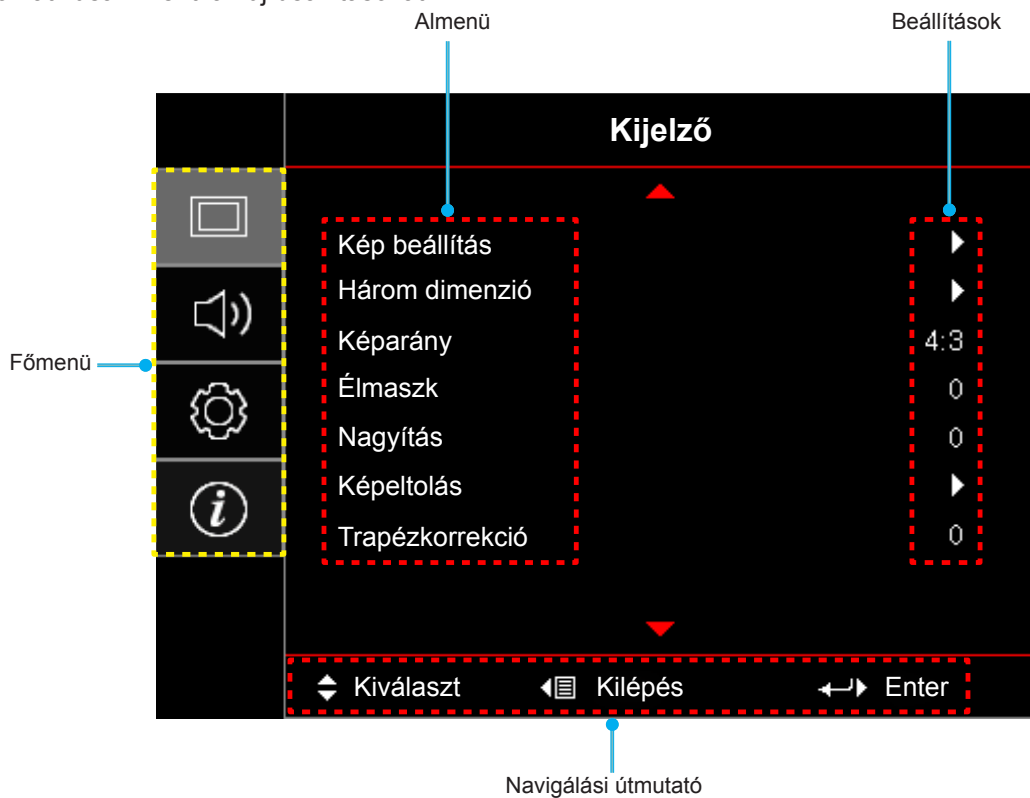 Almenü
Beállítások
Kijelző
Kép beállítás
Három dimenzió
Képarány 4:3
Élmaszk 0
Nagyítás 0
Képeltolás
Trapézkorrekció 0
Főmenü
Kiválaszt Kilépés Enter
Navigálási útmutató